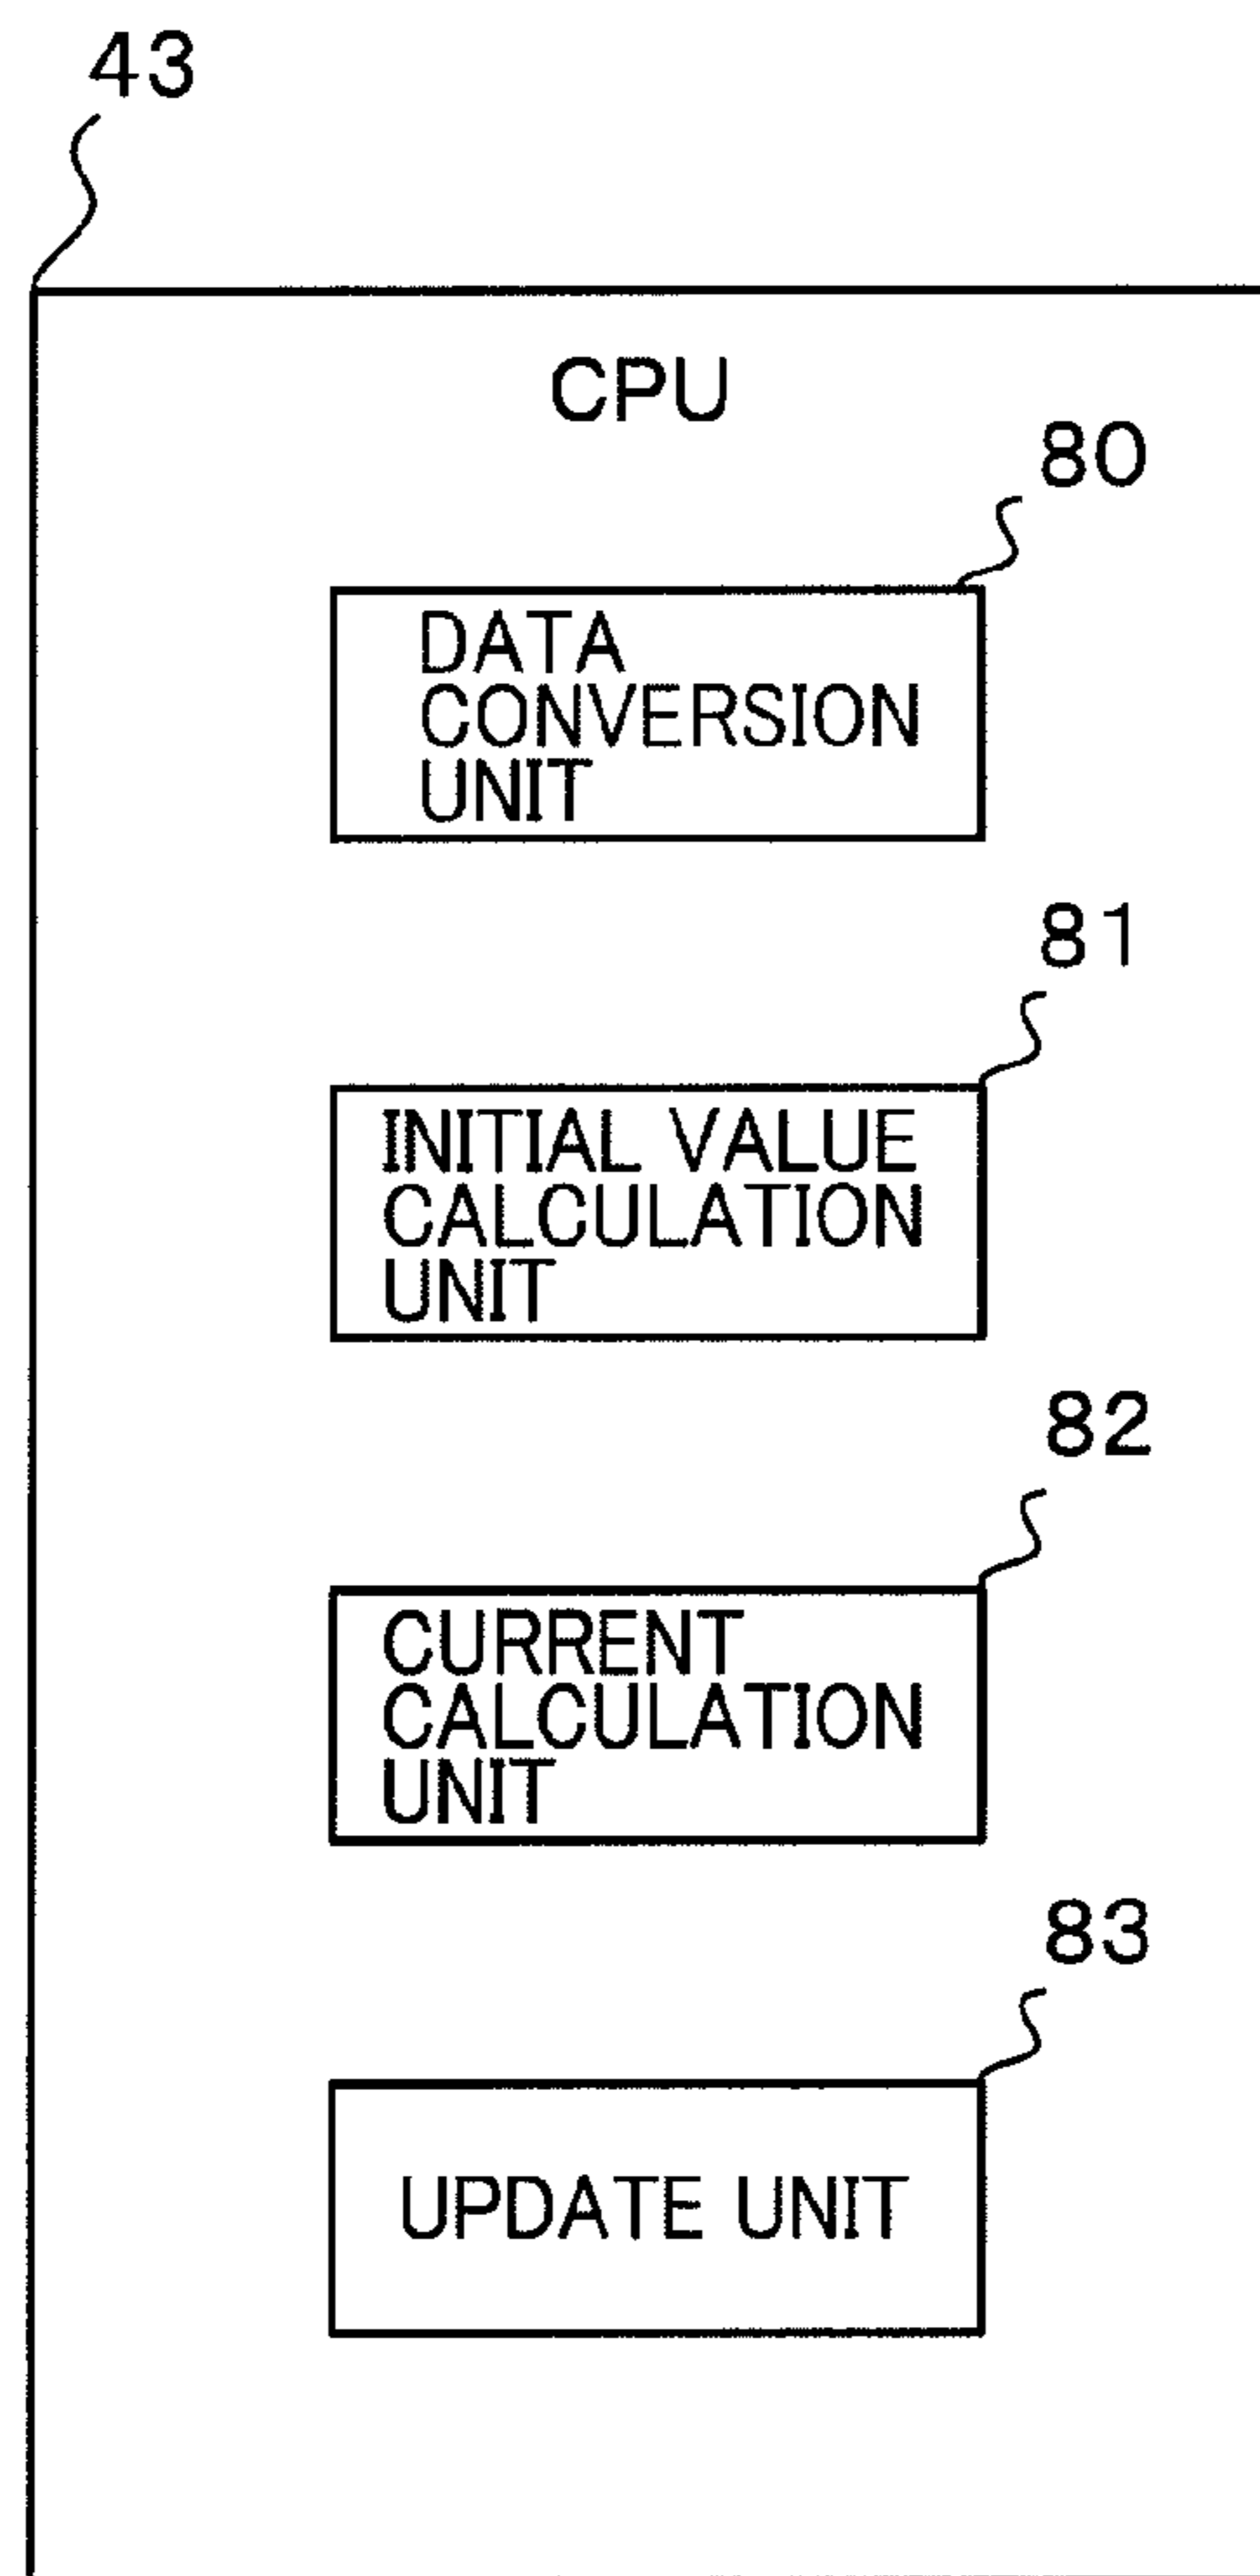 43
CPU
80
DATA
CONVERSION
UNIT
81
INITIAL VALUE
CALCULATION
UNIT
82
CURRENT
CALCULATION
UNIT
83
UPDATE UNIT